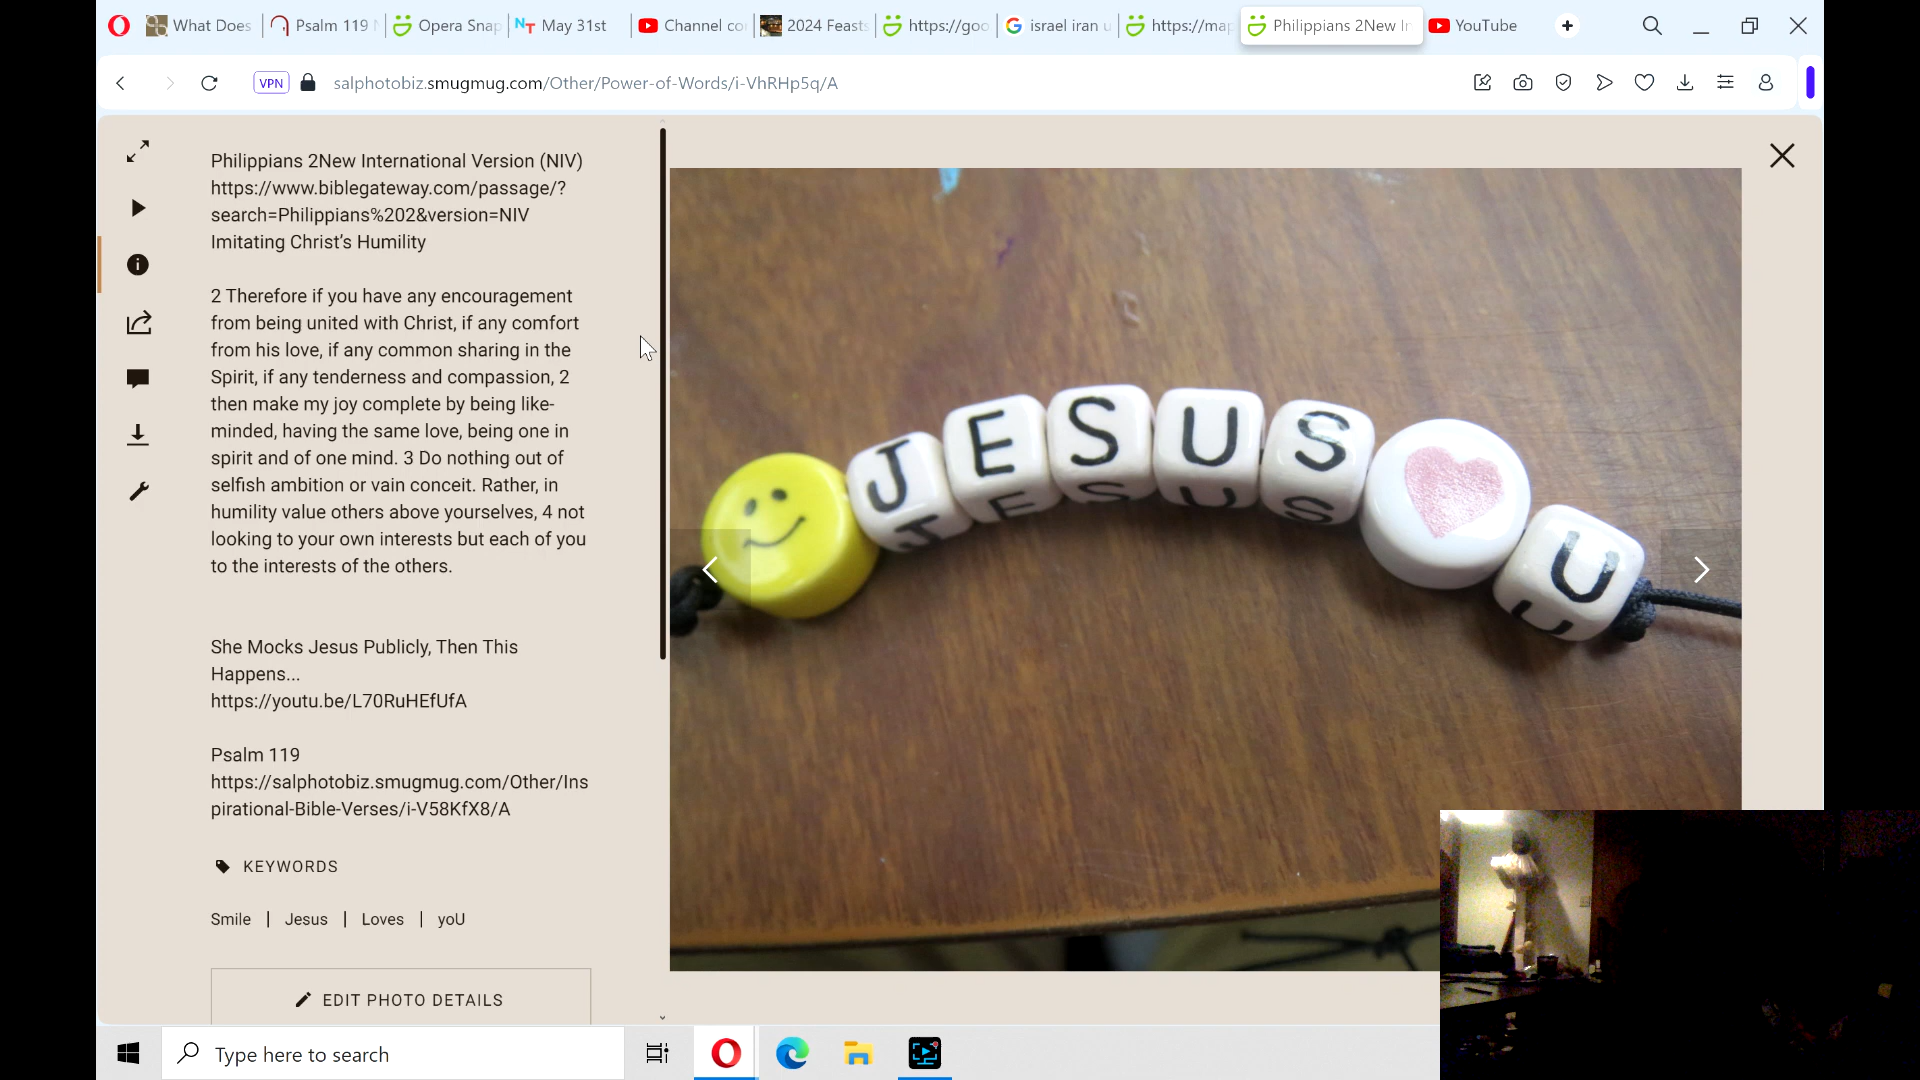 What Does
Psalm 119
Opera Snap
May 31st
Channel co
2024 Feasts
https://goo
israel iran u
https://map
Philippians 2New In
YouTube
VPN
salphotobiz.smugmug.com/Other/Power-of-Words/i-VhRHp5q/A
Philippians 2New International Version (NIV)
https://www.biblegateway.com/passage/?
search=Philippians%202&version=NIV
Imitating Christ’s Humility
2 Therefore if you have any encouragement
from being united with Christ, if any comfort
from his love, if any common sharing in the
Spirit, if any tenderness and compassion, 2
then make my joy complete by being like-
minded, having the same love, being one in
spirit and of one mind. 3 Do nothing out of
selfish ambition or vain conceit. Rather, in
humility value others above yourselves, 4 not
looking to your own interests but each of you
to the interests of the others.
She Mocks Jesus Publicly, Then This
Happens...
https://youtu.be/L70RuHEfUfA
Psalm 119
https://salphotobiz.smugmug.com/Other/Ins
pirational-Bible-Verses/i-V58KfX8/A
KEYWORDS
Smile | Jesus | Loves | yoU
EDIT PHOTO DETAILS
JESUS U
JESUS U
Type here to search